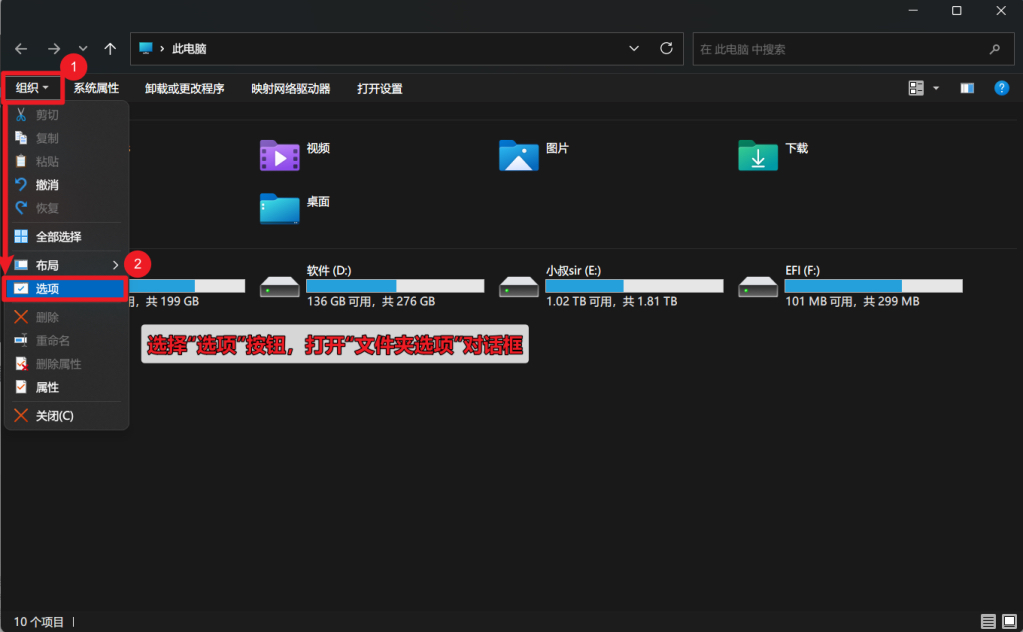 此电脑
在 此电脑 中搜索
1
组织 系统属性 卸载或更改程序 映射网络驱动器 打开设置
剪切
复制
粘贴
撤消
恢复
全部选择
布局
2
选项
删除
重命名
删除属性
属性
关闭(C)
视频
图片
下载
桌面
用，共 199 GB
软件 (D:)
136 GB 可用，共 276 GB
小叔sir (E:)
1.02 TB 可用，共 1.81 TB
EFI (F:)
101 MB 可用，共 299 MB
选择“选项”按钮，打开“文件夹选项”对话框
10 个项目